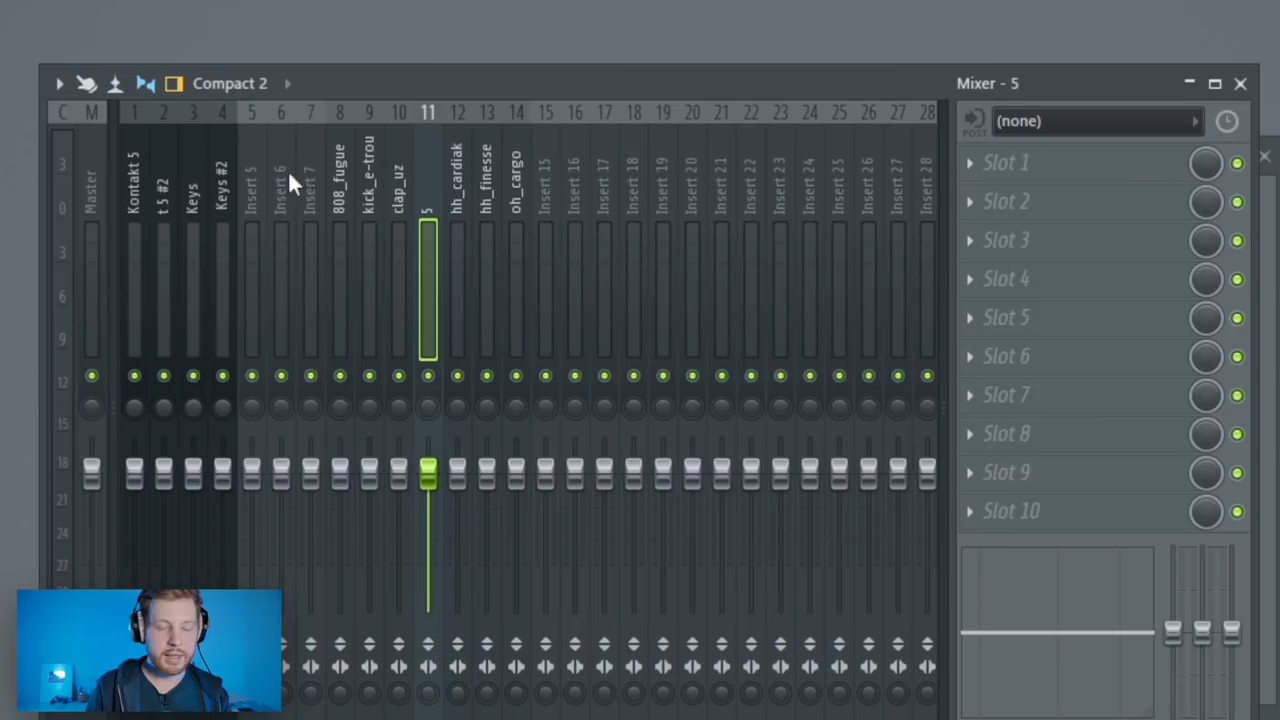 Compact 2
Mixer - 5
C M 1 2 3 4 5 6 7 8 9 10 11 12 13 14 15 16 17 18 19 20 21 22 23 24 25 26 27 28
Master
Kontakt 5
t 5 #2
Keys
Keys #2
Insert 5
Insert 6
Insert 7
808_fugue
kick_e-trou
clap_uz
5
hh_cardiak
hh_finesse
oh_cargo
Insert 15
Insert 16
Insert 17
Insert 18
Insert 19
Insert 20
Insert 21
Insert 22
Insert 23
Insert 24
Insert 25
Insert 26
Insert 27
Insert 28
3
0
3
6
9
12
15
18
21
24
27
POST
(none)
Slot 1
Slot 2
Slot 3
Slot 4
Slot 5
Slot 6
Slot 7
Slot 8
Slot 9
Slot 10